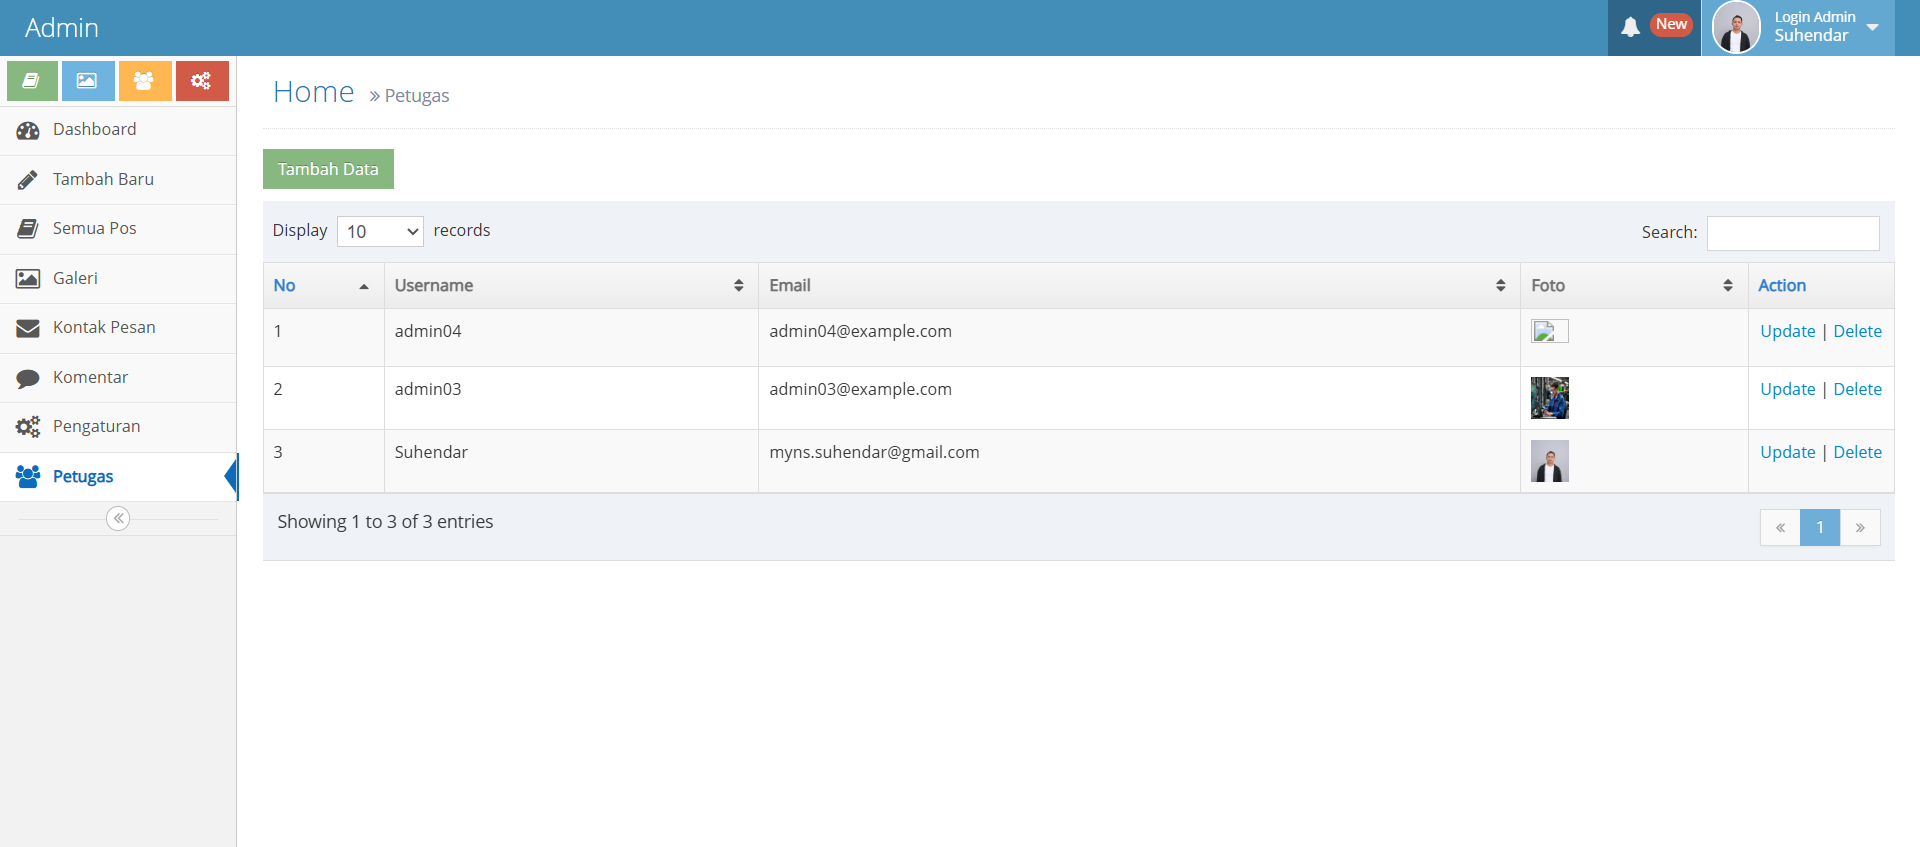 Admin
New
Login Admin
Suhendar
Dashboard
Tambah Baru
Semua Pos
Galeri
Kontak Pesan
Komentar
Pengaturan
Petugas
Home » Petugas
Tambah Data
Display 10 records
Search:
No Username Email Foto Action
1 admin04 admin04@example.com Update | Delete
2 admin03 admin03@example.com Update | Delete
3 Suhendar myns.suhendar@gmail.com Update | Delete
Showing 1 to 3 of 3 entries
« 1 »